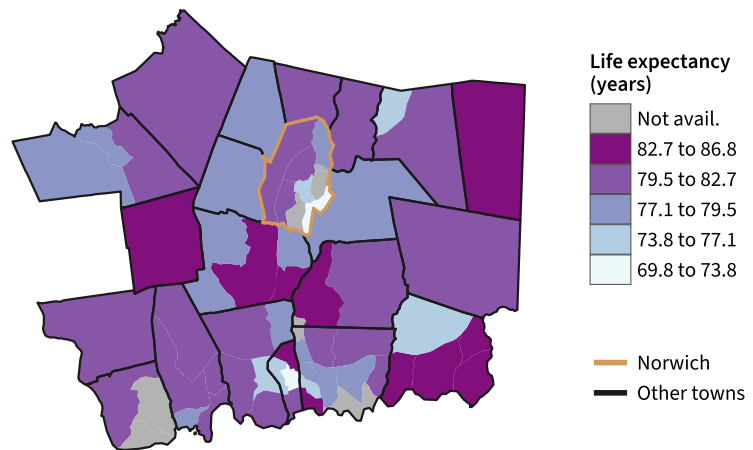 Life expectancy
(years)
Not avail.
82.7 to 86.8
79.5 to 82.7
77.1 to 79.5
73.8 to 77.1
69.8 to 73.8
Norwich
Other towns